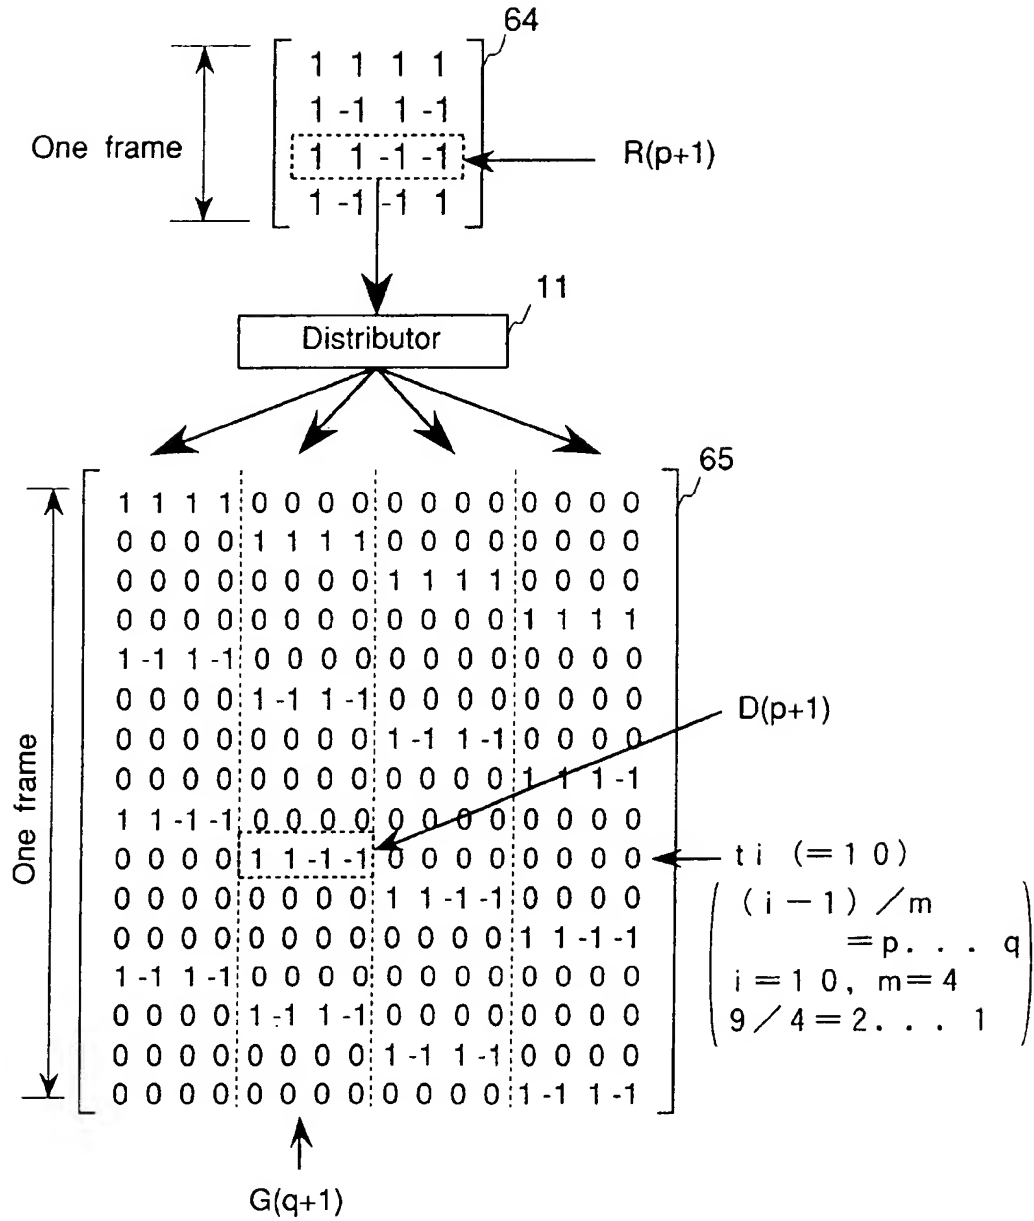 64
1 1 1 1
1 -1 1 -1
One frame
1 1 -1 -1
R(p+1)
1 -1 -1 1
11
Distributor
65
1 1 1 1 0 0 0 0 0 0 0 0 0 0 0 0
0 0 0 0 1 1 1 1 0 0 0 0 0 0 0 0
0 0 0 0 0 0 0 0 1 1 1 1 0 0 0 0
0 0 0 0 0 0 0 0 0 0 0 0 1 1 1 1
1 -1 1 -1 0 0 0 0 0 0 0 0 0 0 0 0
0 0 0 0 1 -1 1 -1 0 0 0 0 0 0 0 0
D(p+1)
0 0 0 0 0 0 0 0 1 -1 1 -1 0 0 0 0
0 0 0 0 0 0 0 0 0 0 0 0 1 1 1 -1
One frame
1 1 -1 -1 0 0 0 0 0 0 0 0 0 0 0 0
0 0 0 0 1 1 -1 -1 0 0 0 0 0 0 0 0
ti (=10)
0 0 0 0 0 0 0 0 1 1 -1 -1 0 0 0 0
(i-1)/m
0 0 0 0 0 0 0 0 0 0 0 0 1 1 -1 -1
=p... q
1 -1 1 -1 0 0 0 0 0 0 0 0 0 0 0 0
i=10, m=4
0 0 0 0 1 -1 1 -1 0 0 0 0 0 0 0 0
9/4=2... 1
0 0 0 0 0 0 0 0 1 -1 1 -1 0 0 0 0
0 0 0 0 0 0 0 0 0 0 0 0 1 -1 1 -1
G(q+1)